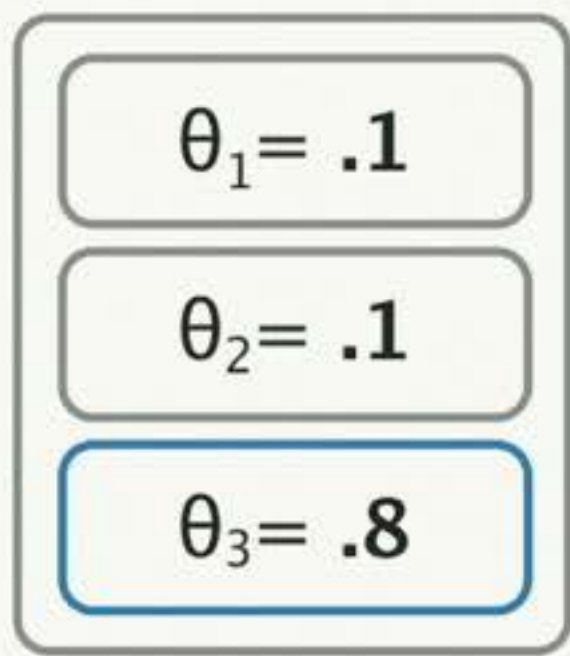 θ₁= .1
θ₂= .1
θ₃= .8